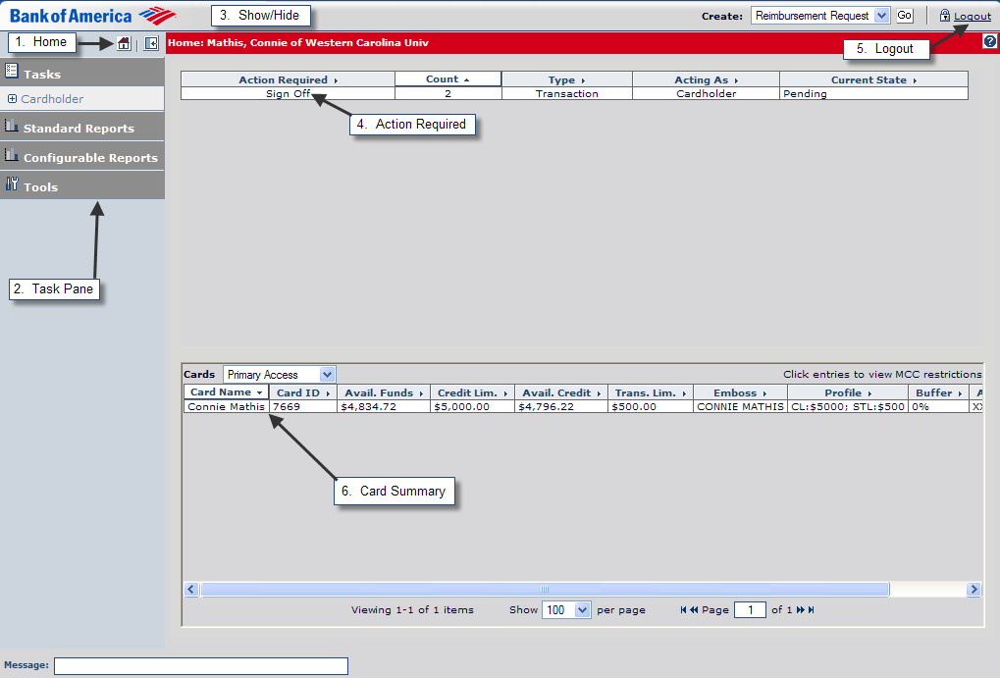 Bank of America
3. Show/Hide
Create: Reimbursement Request Go
Logout
1. Home
Home: Mathis, Connie of Western Carolina Univ
?
5. Logout
Tasks
Cardholder
Standard Reports
Configurable Reports
Tools
2. Task Pane
Action Required Count Type Acting As Current State
Sign Off 2 Transaction Cardholder Pending
4. Action Required
Cards Primary Access Click entries to view MCC restrictions
Card Name Card ID Avail. Funds Credit Lim. Avail. Credit Trans. Lim. Emboss Profile Buffer
Connie Mathis 7669 $4,834.72 $5,000.00 $4,796.22 $500.00 CONNIE MATHIS CL:$5000; STL:$500 0%
6. Card Summary
Viewing 1-1 of 1 items Show 100 per page Page 1 of 1
Message: